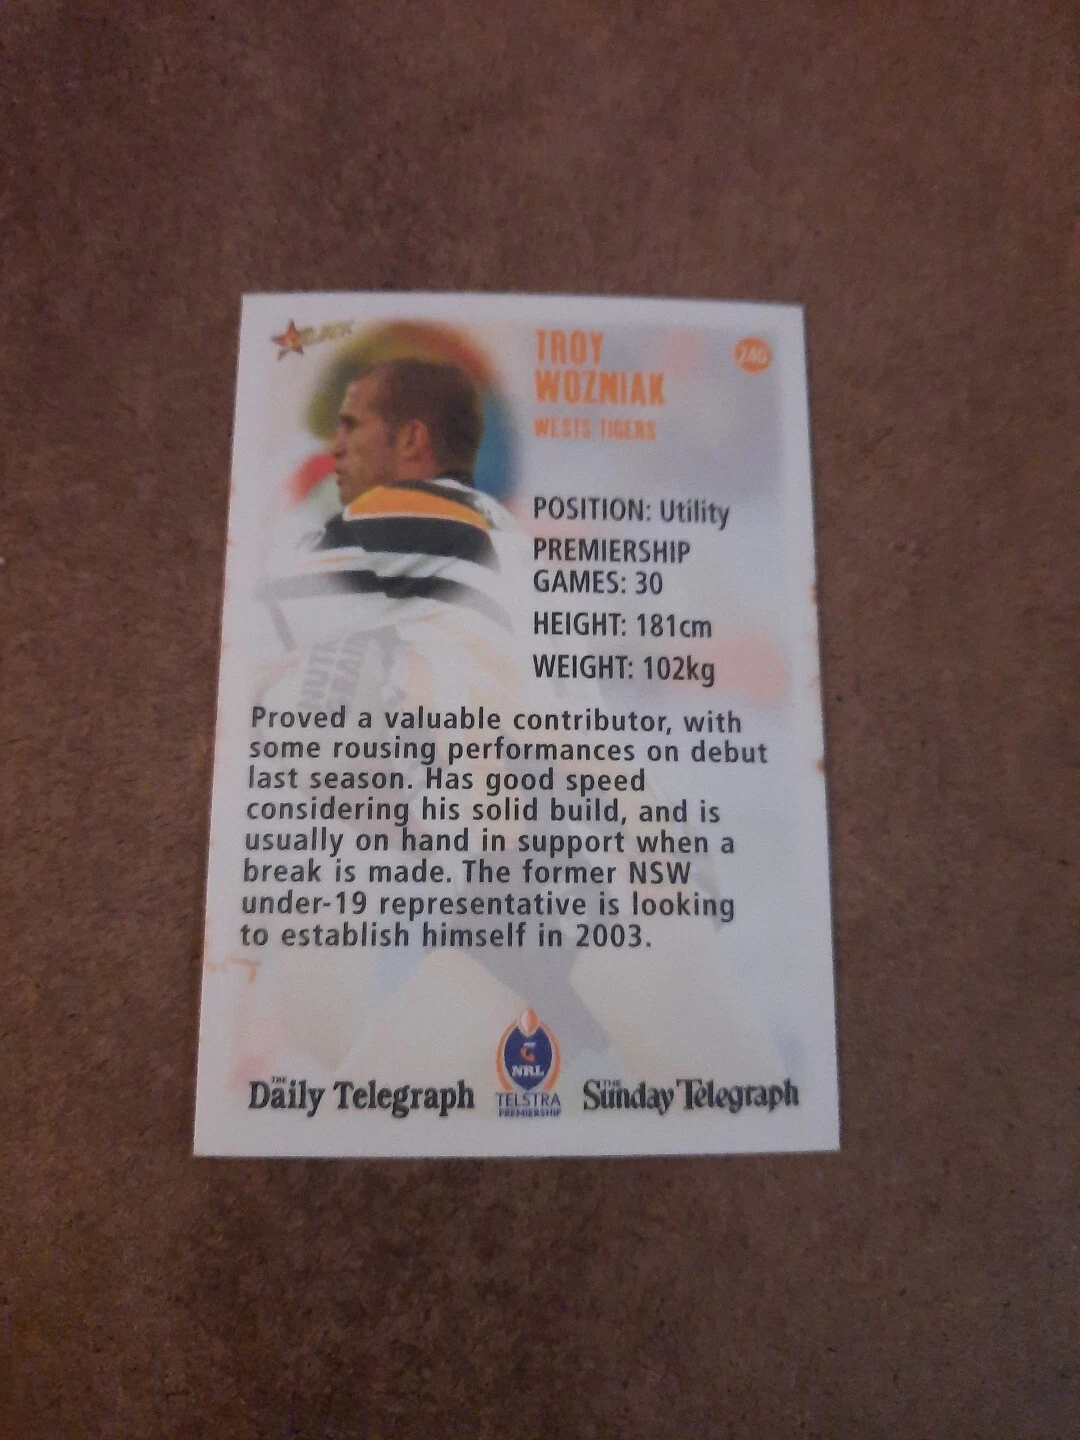 TROY
WOZNIAK
WESTS TIGERS
POSITION: Utility
PREMIERSHIP
GAMES: 30
HEIGHT: 181cm
WEIGHT: 102kg
Proved a valuable contributor, with
some rousing performances on debut
last season. Has good speed
considering his solid build, and is
usually on hand in support when a
break is made. The former NSW
under-19 representative is looking
to establish himself in 2003.
THE Daily Telegraph
NRL
TELSTRA
PREMIERSHIP
THE Sunday Telegraph